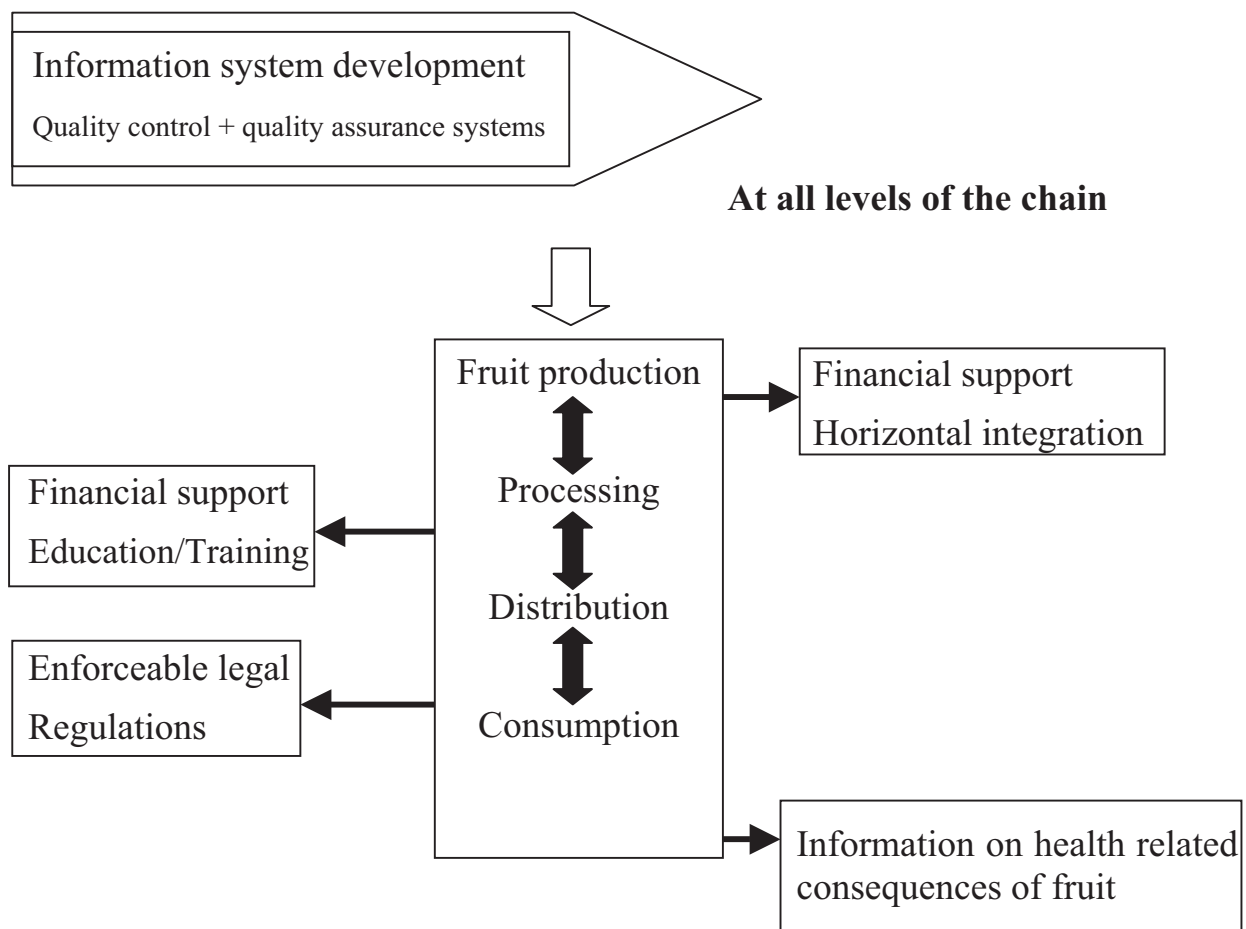 Information system development
Quality control + quality assurance systems
At all levels of the chain
Fruit production
Processing
Distribution
Consumption
Financial support
Horizontal integration
Financial support
Education/Training
Enforceable legal
Regulations
Information on health related
consequences of fruit